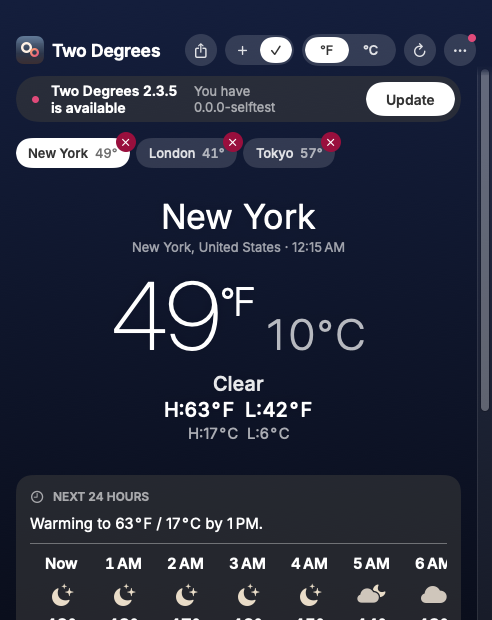 Two Degrees
°F °C
Two Degrees 2.3.5
is available
You have
0.0.0-selftest
Update
New York 49°
London 41°
Tokyo 57°
New York
New York, United States · 12:15 AM
49°F 10°C
Clear
H:63°F L:42°F
H:17°C L:6°C
NEXT 24 HOURS
Warming to 63°F / 17°C by 1 PM.
Now 1 AM 2 AM 3 AM 4 AM 5 AM 6 AM